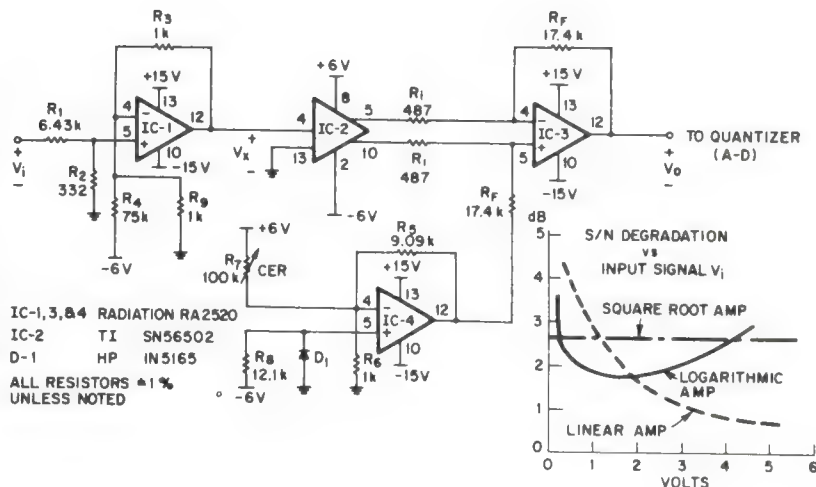 R3
1k
+15V
4
13
12
IC-1
5
10
-15V
R1
6.43k
+
Vi
-
R2
332
R4
75k
R9
1k
-6V
+6V
8
5
4
IC-2
13
10
2
-6V
+
Vx
-
Ri
487
Ri
487
RF
17.4k
+15V
4
13
12
IC-3
5
10
-15V
+
Vo
-
TO QUANTIZER
(A-D)
RF
17.4k
+6V
R7
100k
CER
R5
9.09k
+15V
4
13
12
IC-4
5
10
-15V
R8
12.1k
-6V
D1
R6
1k
IC-1,3,&4 RADIATION RA2520
IC-2 TI SN56502
D-1 HP IN5165
ALL RESISTORS ±1%
UNLESS NOTED
dB
5
4
3
2
1
0
S/N DEGRADATION
vs
INPUT SIGNAL Vi
SQUARE ROOT AMP
LOGARITHMIC
AMP
LINEAR AMP
0 1 2 3 4 5 6
VOLTS